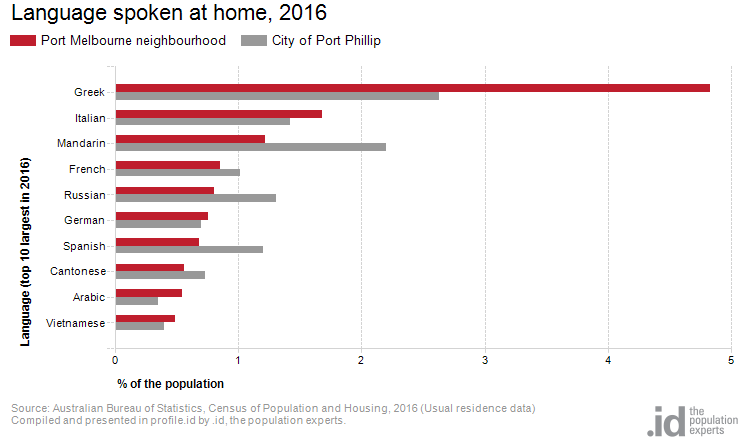 Language spoken at home, 2016
Port Melbourne neighbourhood City of Port Phillip
Language (top 10 largest in 2016)
Greek
Italian
Mandarin
French
Russian
German
Spanish
Cantonese
Arabic
Vietnamese
0 1 2 3 4 5
% of the population
Source: Australian Bureau of Statistics, Census of Population and Housing, 2016 (Usual residence data)
Compiled and presented in profile.id by .id, the population experts.
.id the
population
experts